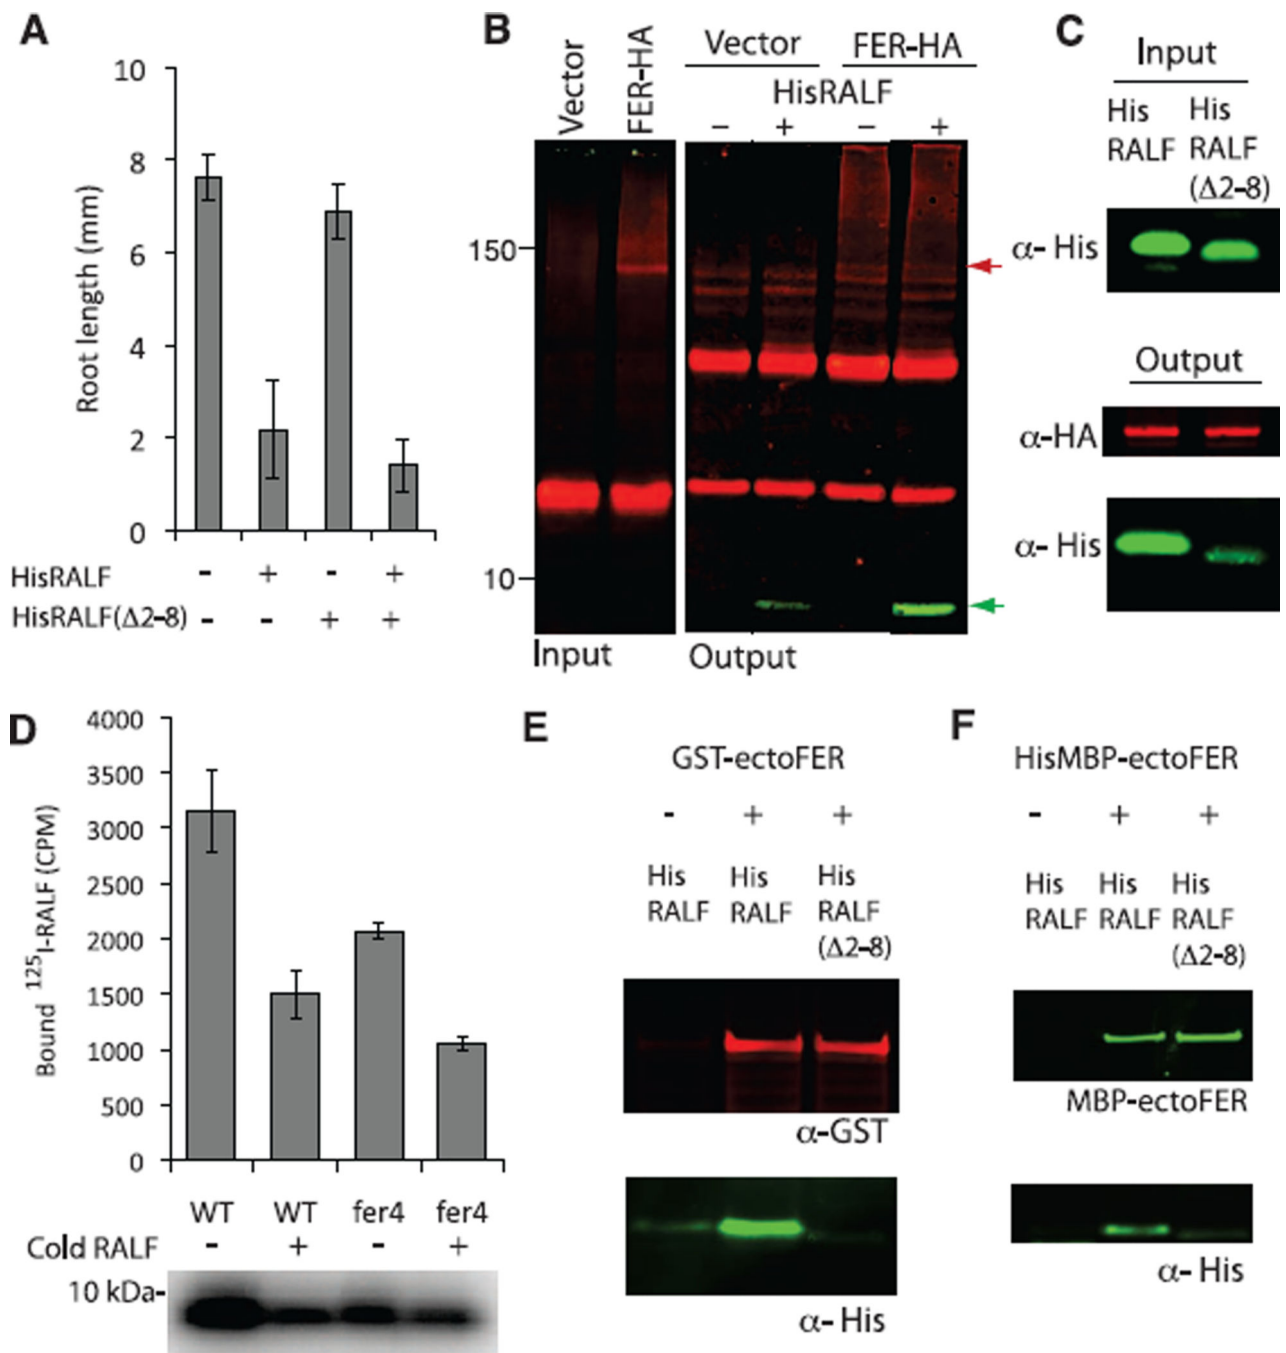 A
10
8
6
4
2
0
Root length (mm)
HisRALF - + - +
HisRALF(Δ2-8) - - + +
B
Vector
FER-HA
Vector FER-HA
HisRALF
- + - +
150
10
Input Output
C
Input
His His
RALF RALF
(Δ2-8)
α- His
Output
α-HA
α- His
D
4000
3500
3000
2500
2000
1500
1000
500
0
Bound ¹²⁵I-RALF (CPM)
WT WT fer4 fer4
Cold RALF - + - +
10 kDa-
E
GST-ectoFER
- + +
His His His
RALF RALF RALF
(Δ2-8)
α-GST
α- His
F
HisMBP-ectoFER
- + +
His His His
RALF RALF RALF
(Δ2-8)
MBP-ectoFER
α- His